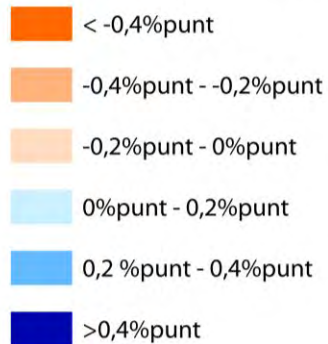 < -0,4%punt
-0,4%punt - -0,2%punt
-0,2%punt - 0%punt
0%punt - 0,2%punt
0,2 %punt - 0,4%punt
>0,4%punt